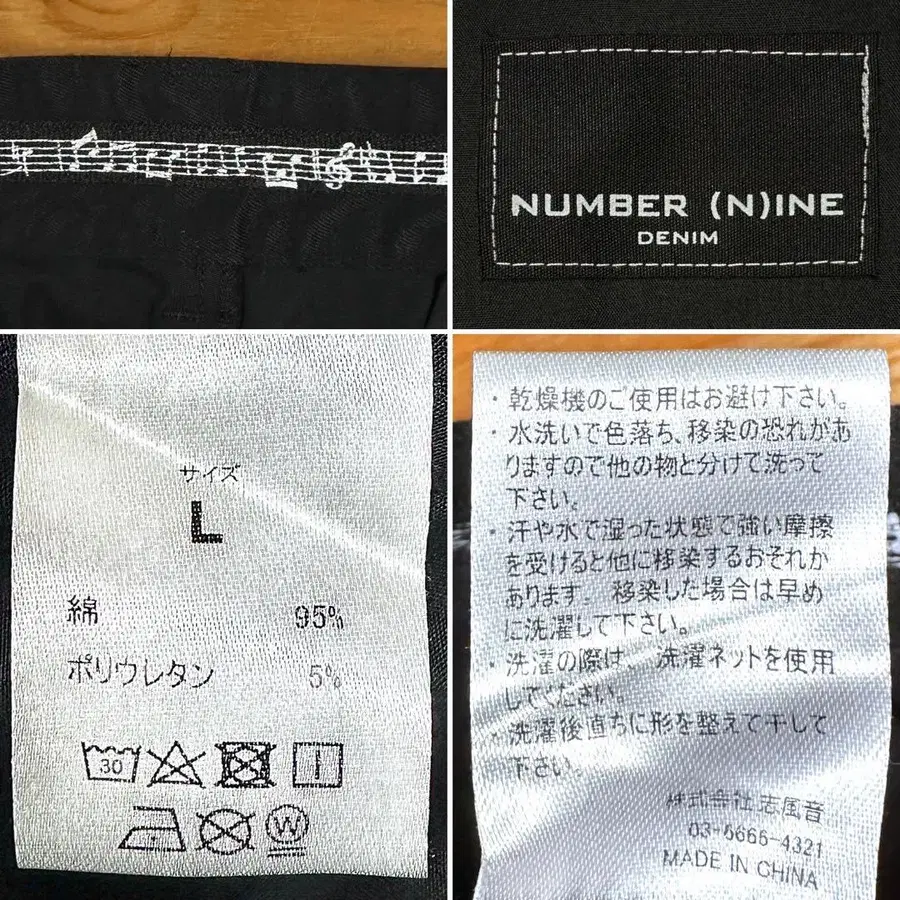 NUMBER (N)INE
DENIM
サイズ
L
綿 95%
ポリウレタン 5%
30
W
・乾燥機のご使用はお避け下さい。
・水洗いで色落ち、移染の恐れがあ
りますので他の物と分けて洗って
下さい。
・汗や水で湿った状態で強い摩擦
を受けると他に移染するおそれか
あります。移染した場合は早め
に洗濯して下さい。
・洗濯の際は、洗濯ネットを使用
してください。
・洗濯後直ちに形を整えて干して
下さい。
株式会社志風音
03-6666-4321
MADE IN CHINA